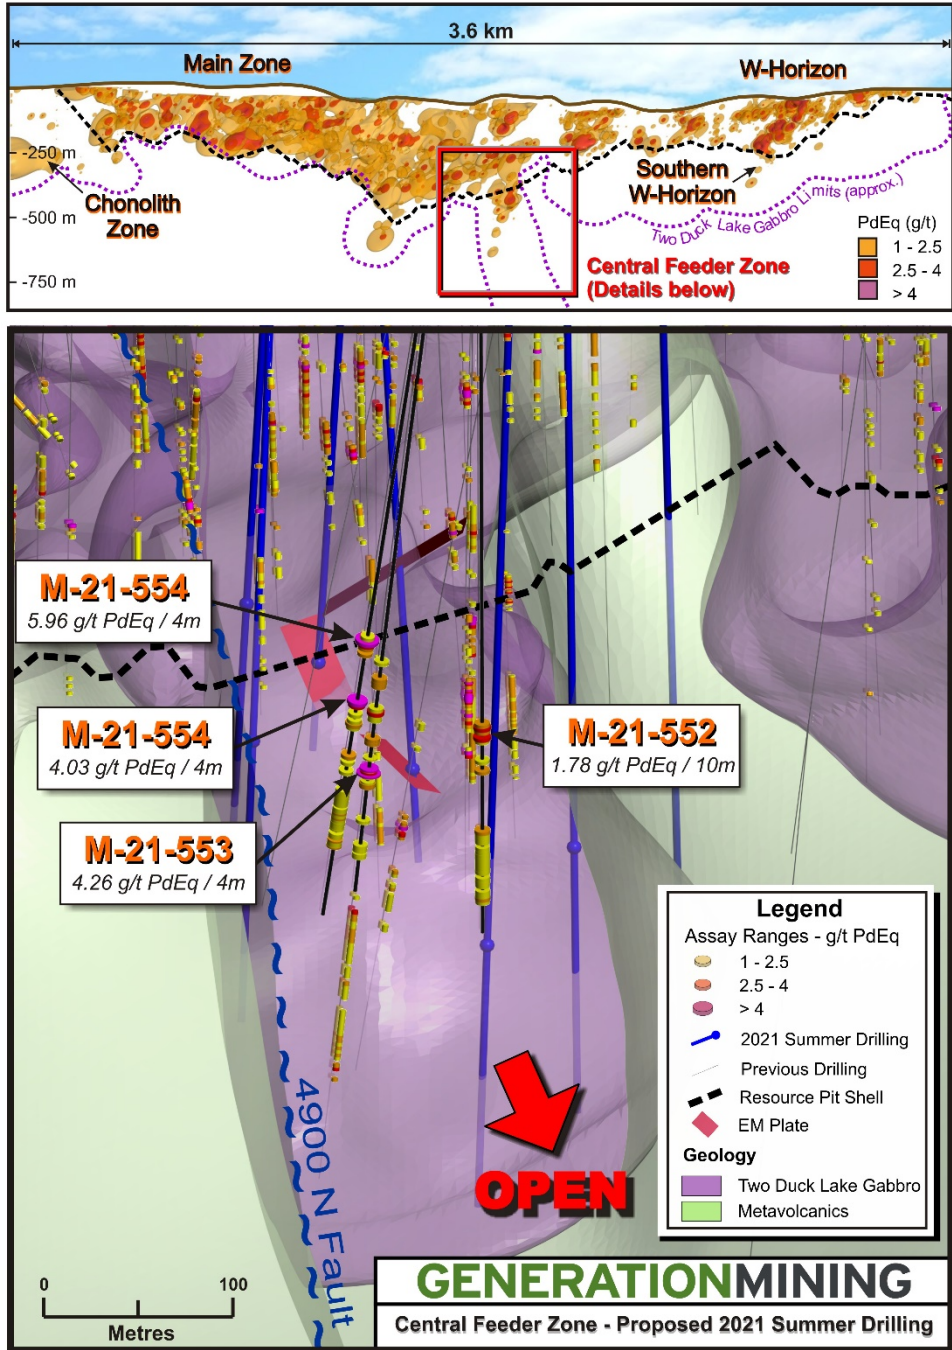 3.6 km
Main Zone
W-Horizon
-250 m
Chonolith
Zone
Southern
W-Horizon
-500 m
Two Duck Lake Gabbro Limits (approx.)
PdEq (g/t)
1 - 2.5
2.5 - 4
> 4
Central Feeder Zone
(Details below)
-750 m
M-21-554
5.96 g/t PdEq / 4m
M-21-554
4.03 g/t PdEq / 4m
M-21-552
1.78 g/t PdEq / 10m
M-21-553
4.26 g/t PdEq / 4m
Legend
Assay Ranges - g/t PdEq
1 - 2.5
2.5 - 4
> 4
2021 Summer Drilling
Previous Drilling
Resource Pit Shell
EM Plate
Geology
Two Duck Lake Gabbro
Metavolcanics
4900 N Fault
OPEN
0 100
Metres
GENERATIONMINING
Central Feeder Zone - Proposed 2021 Summer Drilling